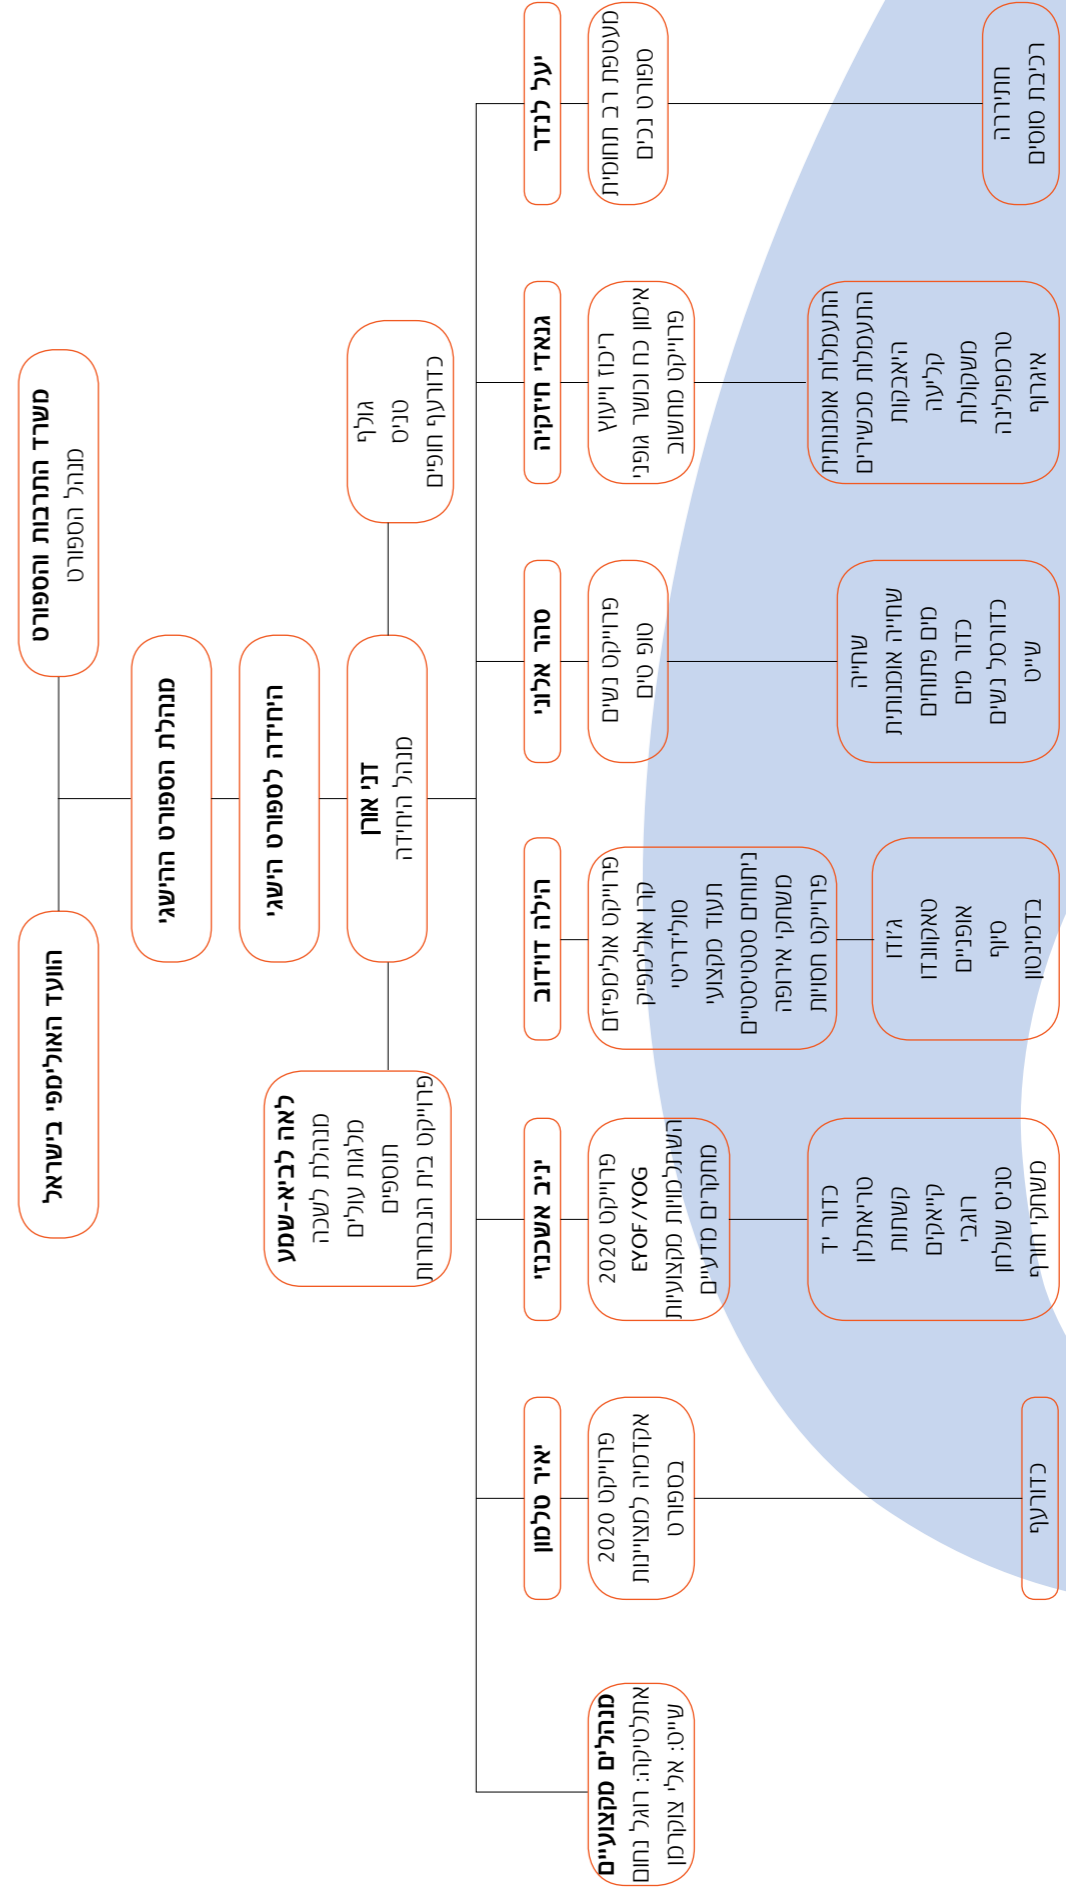 משרד התרבות והספורט
מנהל הספורט
הוועד האולימפי בישראל
מנהלת הספורט ההישגי
היחידה לספורט הישגי
דני אורן
מנהל היחידה
גולף
טניס
כדורעף חופים
לאה לביא-שמע
מנהלת לשכה
מלגות עולים
תוספים
פרוייקט בית הנבחרות
יעל לנדר
מעטפת רב תחומית
ספורט נכים
חתירה
רכיבת סוסים
גנאדי חיזקיה
ריכוז וייעוץ
אימון כח וכושר גופני
פרוייקט מחשוב
התעמלות אומנותית
התעמלות מכשירים
היאבקות
קליעה
משקולות
טרמפולינה
איגרוף
סהר אלוני
פרוייקט נשים
טופ טים
שחייה
שחייה אומנותית
מים פתוחים
כדור מים
כדורסל נשים
שייט
הילה דוידוב
פרוייקט אולימפיזם
קרן אולימפיק
סולידריטי
תעוד מקצועי
ניתוחים סטטיסטיים
משחקי אירופה
פרוייקט חסויות
ג׳ודו
טאקוונדו
אופניים
סיוף
בדמינטון
יניב אשכנזי
פרוייקט 2020
EYOF/YOG
השתלמויות מקצועיות
מחקרים מדעיים
כדור יד
טריאתלון
קשתות
קייאקים
רוגבי
טניס שולחן
משחקי חורף
יאיר טלמון
פרוייקט 2020
אקדמיה למצויינות
בספורט
כדורעף
מנהלים מקצועיים
אתלטיקה: רוגל נחום
שייט: אלי צוקרמן